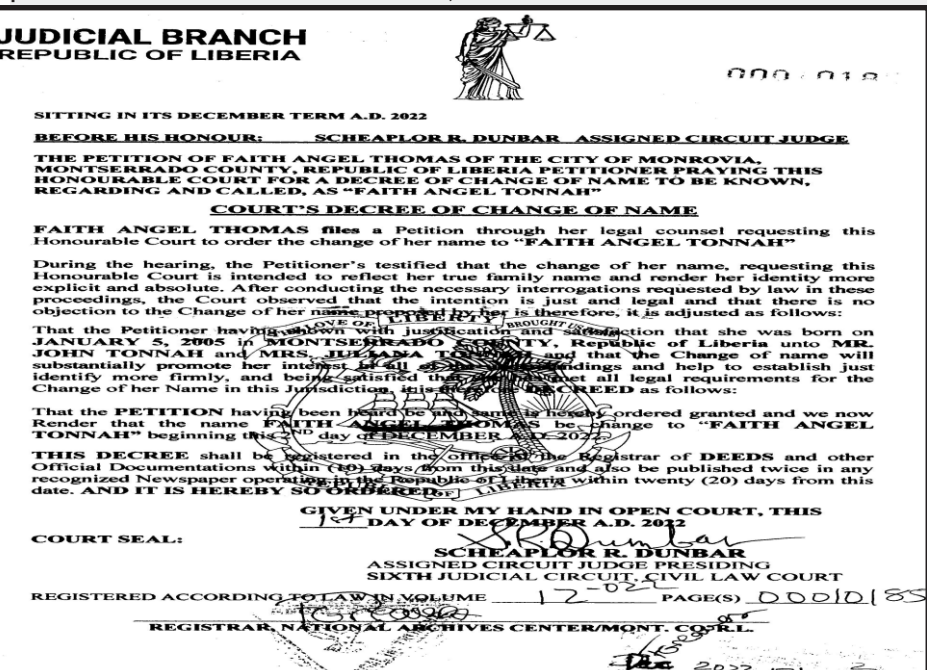 JUDICIAL BRANCH
REPUBLIC OF LIBERIA
SITTING IN ITS DECEMBER TERM A.D. 2022
BEFORE HIS HONOUR: SCHEAPLOR R. DUNBAR ASSIGNED CIRCUIT JUDGE
THE PETITION OF FAITH ANGEL THOMAS OF THE CITY OF MONROVIA,
MONTSERRADO COUNTY, REPUBLIC OF LIBERIA PETITIONER PRAYING THIS
HONOURABLE COURT FOR A DECREE OF CHANGE OF NAME TO BE KNOWN,
REGARDING AND CALLED, AS “FAITH ANGEL TONNAH”
COURT'S DECREE OF CHANGE OF NAME
FAITH ANGEL THOMAS files a Petition through her legal counsel requesting this
Honourable Court to order the change of her name to “FAITH ANGEL TONNAH”
During the hearing, the Petitioner's testified that the change of her name, requesting this
Honourable Court is intended to reflect her true family name and render her identity more
explicit and absolute. After conducting the necessary interrogations requested by law in these
proceedings, the Court observed that the intention is just and legal and that there is no
objection to the Change of her name proposed by her is therefore, it is adjusted as follows:
LOVE OF LIBERTY BROUGHT US
That the Petitioner having shown with justification and satisfaction that she was born on
JANUARY 5, 2005 in MONTSERRADO COUNTY, Republic of Liberia unto MR.
JOHN TONNAH and MRS. JULIANA TONNAH and that the Change of name will
substantially promote her interest in all of the findings and help to establish just
identify more firmly, and being satisfied that met all legal requirements for the
Change of her Name in this Jurisdiction, it is therefore DECREED as follows:
That the PETITION having been heard be and same is hereby ordered granted and we now
Render that the name FAITH ANGEL THOMAS be change to “FAITH ANGEL
TONNAH” beginning this 2ND day of DECEMBER A.D. 2022
THIS DECREE shall be registered in the office of the Registrar of DEEDS and other
Official Documentations within (10) days from this date and also be published twice in any
recognized Newspaper operating in the Republic of Liberia within twenty (20) days from this
date. AND IT IS HEREBY SO ORDERED
OF LIBERIA
GIVEN UNDER MY HAND IN OPEN COURT, THIS
1st DAY OF DECEMBER A.D. 2022
COURT SEAL:
S.R. Dumbar
SCHEAPLOR R. DUNBAR
ASSIGNED CIRCUIT JUDGE PRESIDING
SIXTH JUDICIAL CIRCUIT, CIVIL LAW COURT
REGISTERED ACCORDING TO LAW IN VOLUME 12-022 PAGE(S) 00010185
REGISTRAR, NATIONAL ARCHIVES CENTER/MONT. CO. R.L.